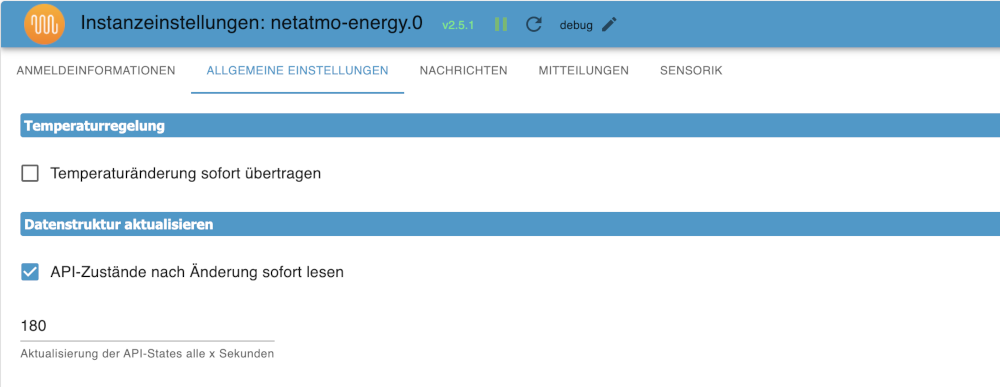 Instanzeinstellungen: netatmo-energy.0 v2.5.1 debug
ANMELDEINFORMATIONEN ALLGEMEINE EINSTELLUNGEN NACHRICHTEN MITTEILUNGEN SENSORIK
Temperaturregelung
Temperaturänderung sofort übertragen
Datenstruktur aktualisieren
API-Zustände nach Änderung sofort lesen
180
Aktualisierung der API-States alle x Sekunden